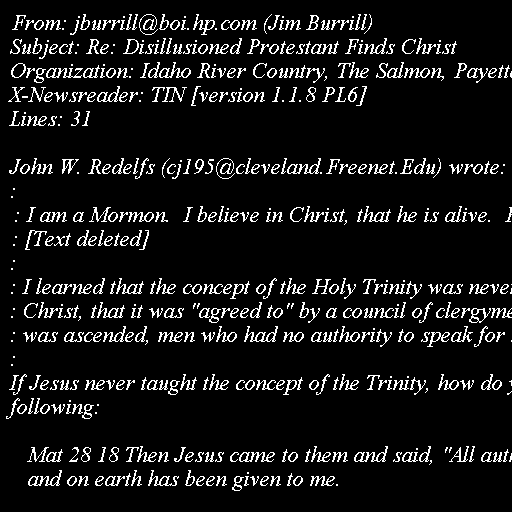 From: jburrill@boi.hp.com (Jim Burrill)
Subject: Re: Disillusioned Protestant Finds Christ
Organization: Idaho River Country, The Salmon, Payett
X-Newsreader: TIN [version 1.1.8 PL6]
Lines: 31

John W. Redelfs (cj195@cleveland.Freenet.Edu) wrote:
:
: I am a Mormon.  I believe in Christ, that he is alive.
: [Text deleted]
:
: I learned that the concept of the Holy Trinity was never
: Christ, that it was "agreed to" by a council of clergyme
: was ascended, men who had no authority to speak for
:
If Jesus never taught the concept of the Trinity, how do
following:

Mat 28 18 Then Jesus came to them and said, "All aut
and on earth has been given to me.